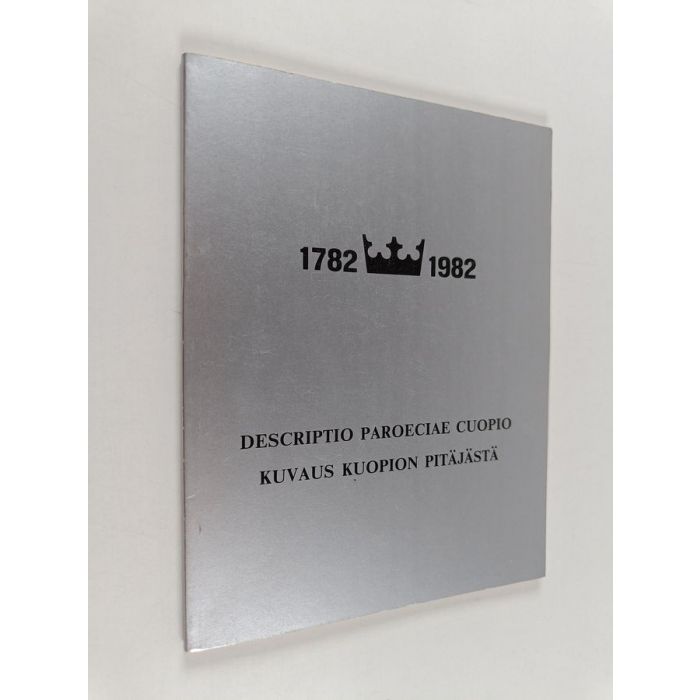 1782 1982
DESCRIPTIO PAROECIAE CUOPIO
KUVAUS KUOPION PITÄJÄSTÄ